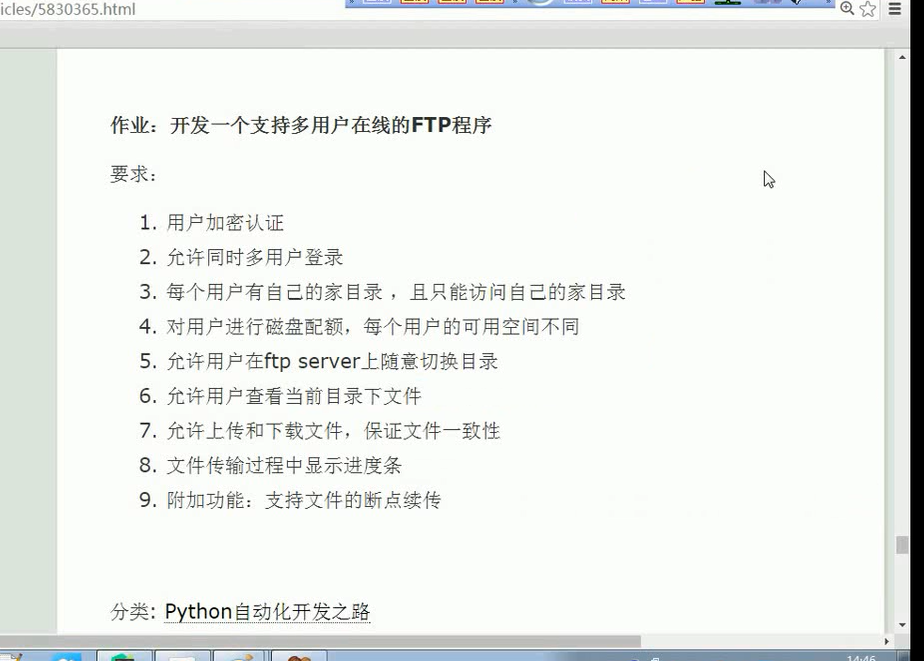 icles/5830365.html
作业：开发一个支持多用户在线的FTP程序
要求：
1. 用户加密认证
2. 允许同时多用户登录
3. 每个用户有自己的家目录 ，且只能访问自己的家目录
4. 对用户进行磁盘配额，每个用户的可用空间不同
5. 允许用户在ftp server上随意切换目录
6. 允许用户查看当前目录下文件
7. 允许上传和下载文件，保证文件一致性
8. 文件传输过程中显示进度条
9. 附加功能：支持文件的断点续传
分类: Python自动化开发之路
14:46